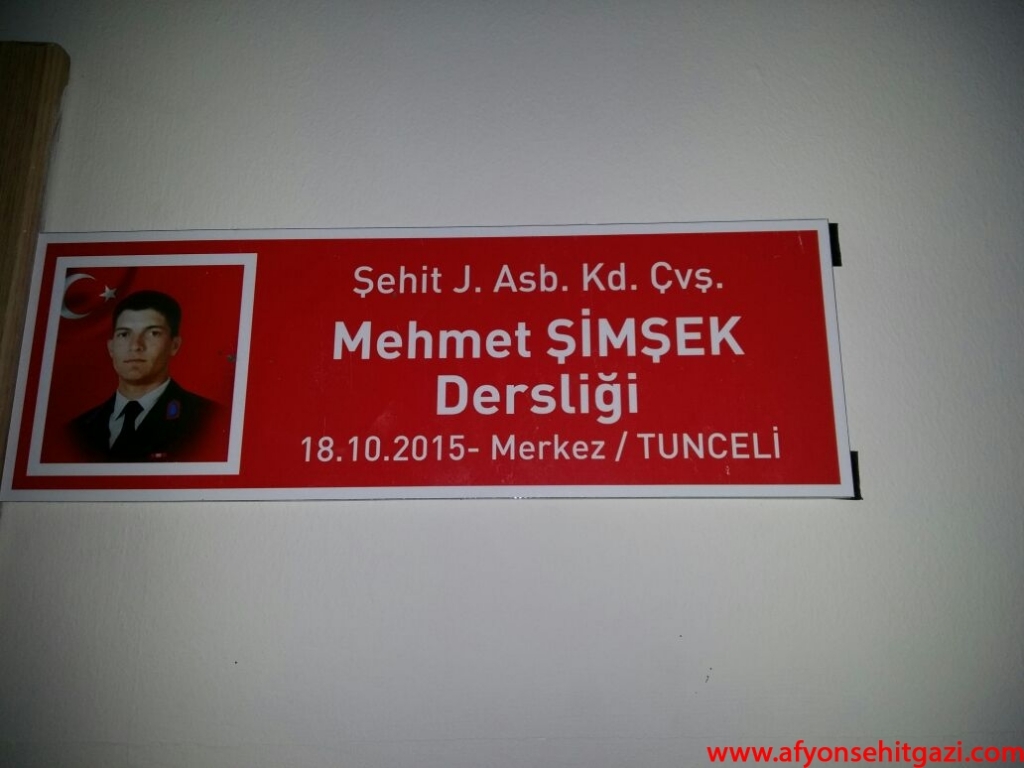 Şehit J. Asb. Kd. Çvş.
Mehmet ŞİMŞEK
Dersliği
18.10.2015- Merkez / TUNCELİ
www.afyonsehitgazi.com